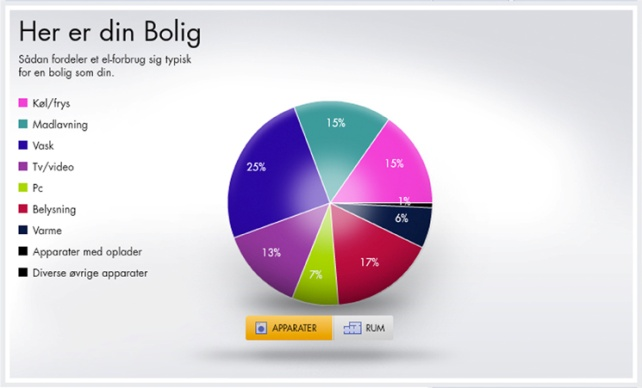 Her er din Bolig
Sådan fordeler et el-forbrug sig typisk
for en bolig som din.
Køl/frys
Madlavning
Vask
Tv/video
Pc
Belysning
Varme
Apparater med oplader
Diverse øvrige apparater
15%
15%
25%
1%
6%
13%
17%
7%
APPARATER
RUM